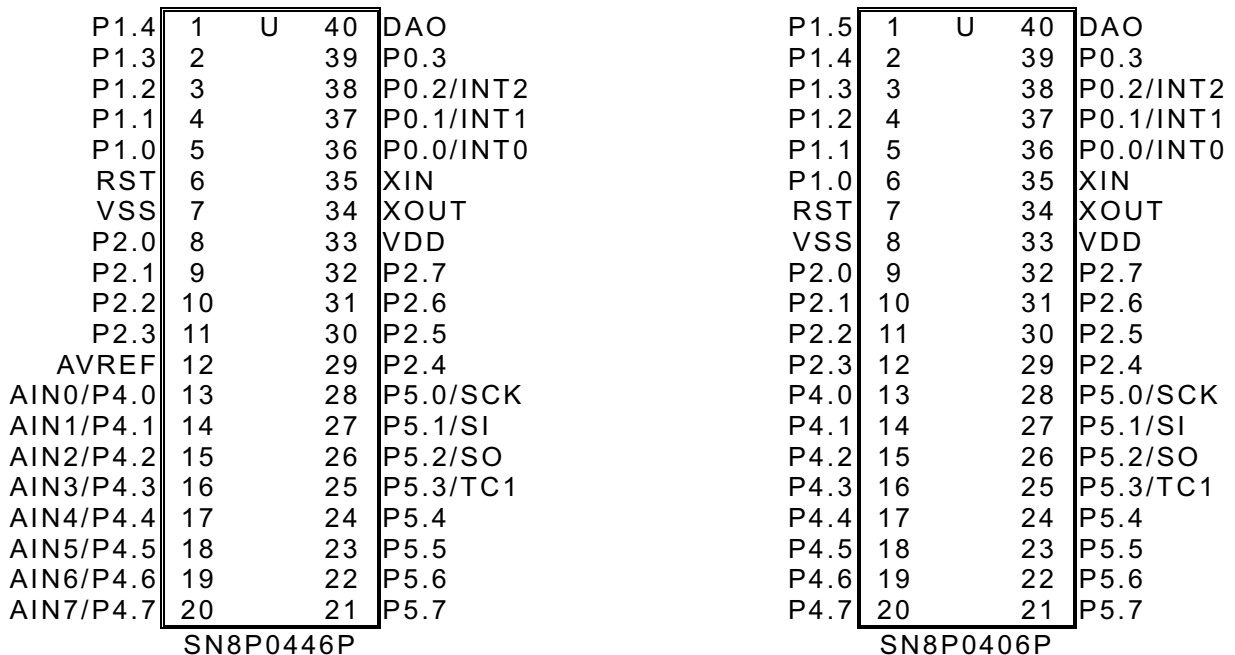 P1.4 1 U 40 DAO
P1.3 2 39 P0.3
P1.2 3 38 P0.2/INT2
P1.1 4 37 P0.1/INT1
P1.0 5 36 P0.0/INT0
RST 6 35 XIN
VSS 7 34 XOUT
P2.0 8 33 VDD
P2.1 9 32 P2.7
P2.2 10 31 P2.6
P2.3 11 30 P2.5
AVREF 12 29 P2.4
AIN0/P4.0 13 28 P5.0/SCK
AIN1/P4.1 14 27 P5.1/SI
AIN2/P4.2 15 26 P5.2/SO
AIN3/P4.3 16 25 P5.3/TC1
AIN4/P4.4 17 24 P5.4
AIN5/P4.5 18 23 P5.5
AIN6/P4.6 19 22 P5.6
AIN7/P4.7 20 21 P5.7
SN8P0446P
P1.5 1 U 40 DAO
P1.4 2 39 P0.3
P1.3 3 38 P0.2/INT2
P1.2 4 37 P0.1/INT1
P1.1 5 36 P0.0/INT0
P1.0 6 35 XIN
RST 7 34 XOUT
VSS 8 33 VDD
P2.0 9 32 P2.7
P2.1 10 31 P2.6
P2.2 11 30 P2.5
P2.3 12 29 P2.4
P4.0 13 28 P5.0/SCK
P4.1 14 27 P5.1/SI
P4.2 15 26 P5.2/SO
P4.3 16 25 P5.3/TC1
P4.4 17 24 P5.4
P4.5 18 23 P5.5
P4.6 19 22 P5.6
P4.7 20 21 P5.7
SN8P0406P